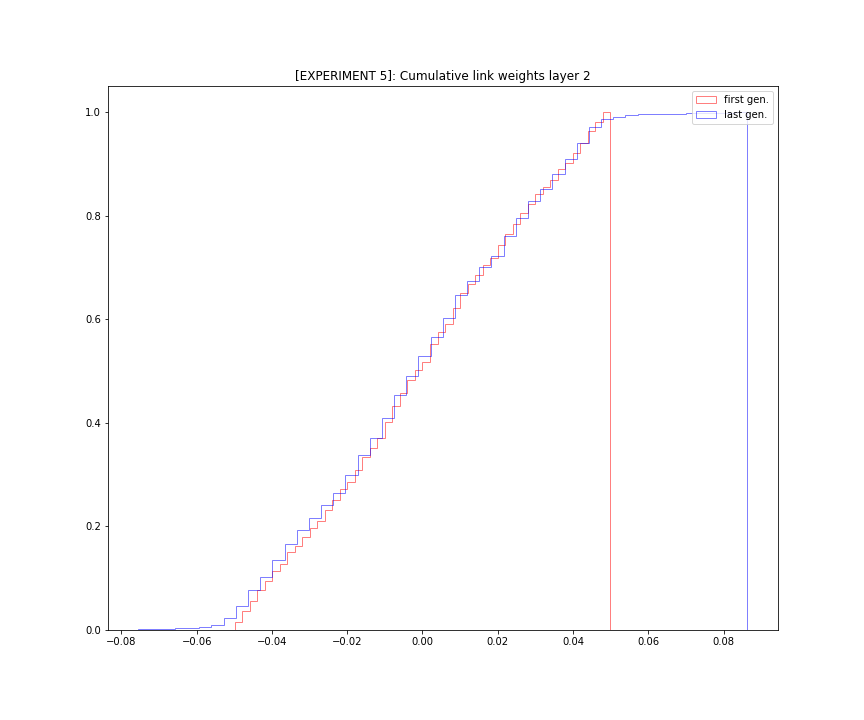 [EXPERIMENT 5]: Cumulative link weights layer 2
first gen.
last gen.
1.0
0.8
0.6
0.4
0.2
0.0
−0.08 −0.06 −0.04 −0.02 0.00 0.02 0.04 0.06 0.08